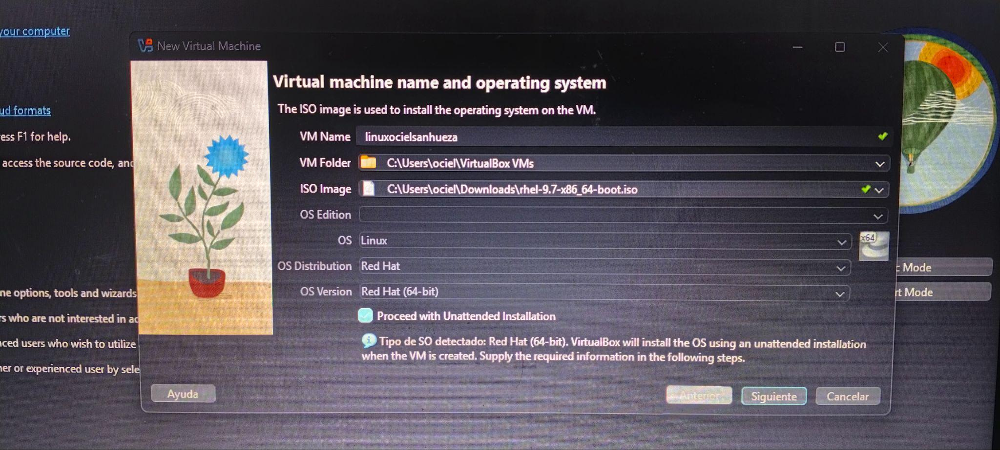 your computer
New Virtual Machine
Virtual machine name and operating system
The ISO image is used to install the operating system on the VM.
ud formats
VM Name linuxocielsanhueza
ess F1 for help.
VM Folder C:\Users\ociel\VirtualBox VMs
access the source code, and
ISO Image C:\Users\ociel\Downloads\rhel-9.7-x86_64-boot.iso
OS Edition
OS Linux
x64
OS Distribution Red Hat
t Mode
OS Version Red Hat (64-bit)
rt Mode
ne options, tools and wizards
Proceed with Unattended Installation
rs who are not interested in ad
Tipo de SO detectado: Red Hat (64-bit). VirtualBox will install the OS using an unattended installation
when the VM is created. Supply the required information in the following steps.
nced users who wish to utilize
her or experienced user by sele
Ayuda
Anterior
Siguiente
Cancelar